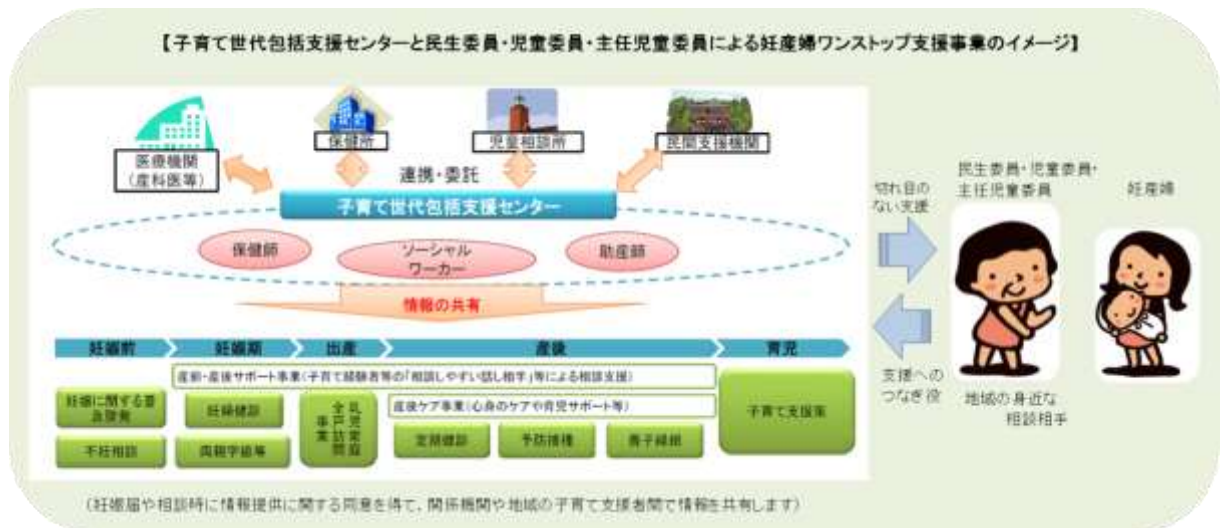 【子育て世代包括支援センターと民生委員・児童委員・主任児童委員による妊産婦ワンストップ支援事業のイメージ】
医療機関
（産科医等）
保健所
児童相談所
民間支援機関
連携・委託
子育て世代包括支援センター
保健師
ソーシャル
ワーカー
助産師
情報の共有
妊娠前
妊娠期
出産
産後
育児
産前・産後サポート事業（子育て経験者等の「相談しやすい話し相手」等による相談支援）
妊娠に関する普
及啓発
妊婦健診
乳児家庭
全戸訪問
事業
産後ケア事業（心身のケアや育児サポート等）
子育て支援策
不妊相談
両親学級等
定期健診
予防接種
養子縁組
切れ目の
ない支援
民生委員・児童委員・
主任児童委員
妊産婦
支援への
つなぎ役
地域の身近な
相談相手
（妊娠届や相談時に情報提供に関する同意を得て、関係機関や地域の子育て支援者間で情報を共有します）